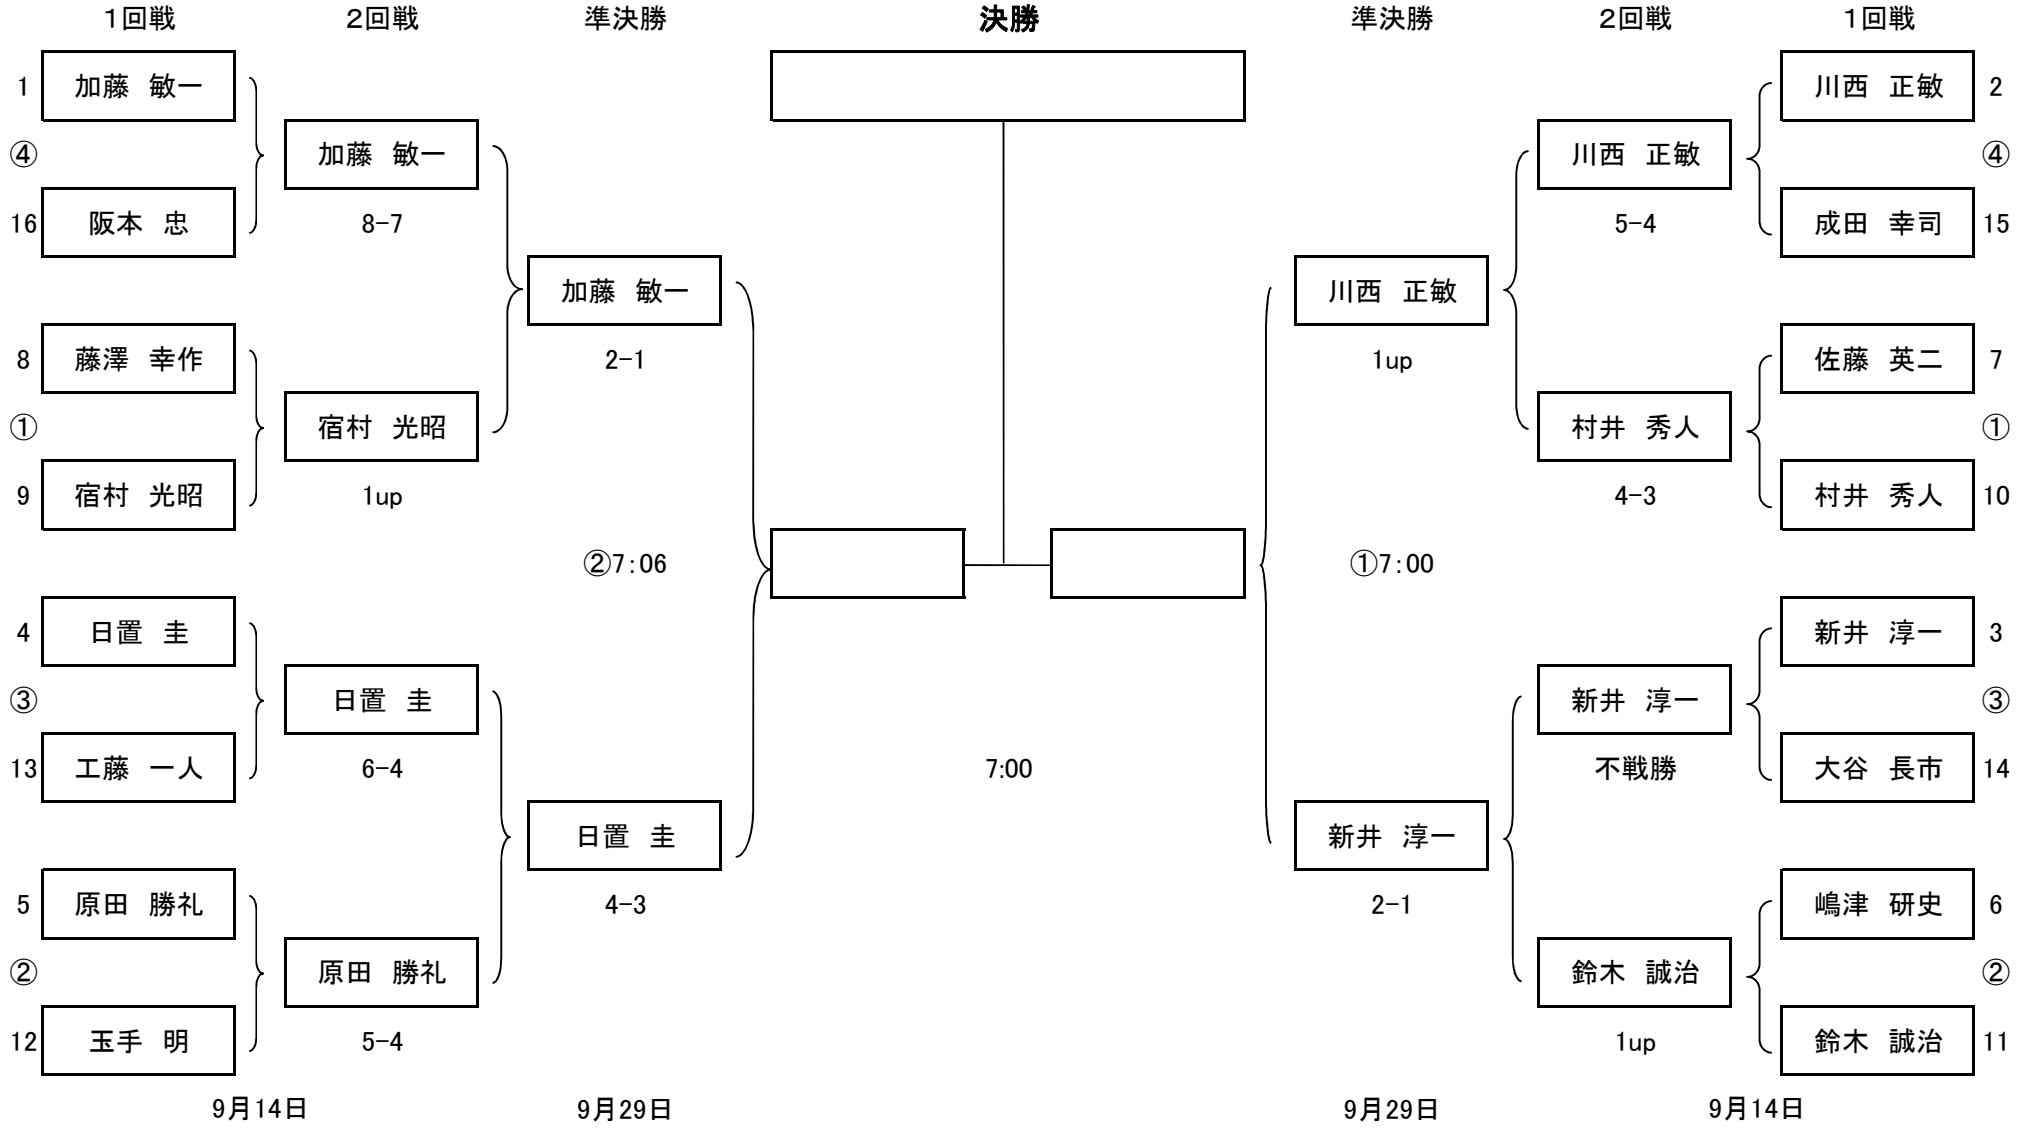 １回戦 ２回戦 準決勝 決勝 準決勝 ２回戦 １回戦
1 加藤　敏一 川西　正敏 2
④ 加藤　敏一 川西　正敏 ④
16 阪本　忠 8-7 5-4 成田　幸司 15
加藤　敏一 川西　正敏
8 藤澤　幸作 2-1 1up 佐藤　英二 7
① 宿村　光昭 村井　秀人 ①
9 宿村　光昭 1up 4-3 村井　秀人 10
②7:06 ①7:00
4 日置　圭 新井　淳一 3
③ 日置　圭 新井　淳一 ③
13 工藤　一人 6-4 7:00 不戦勝 大谷　長市 14
日置　圭 新井　淳一
5 原田　勝礼 4-3 2-1 嶋津　研史 6
② 原田　勝礼 鈴木　誠治 ②
12 玉手　明 5-4 1up 鈴木　誠治 11
9月14日 9月29日 9月29日 9月14日